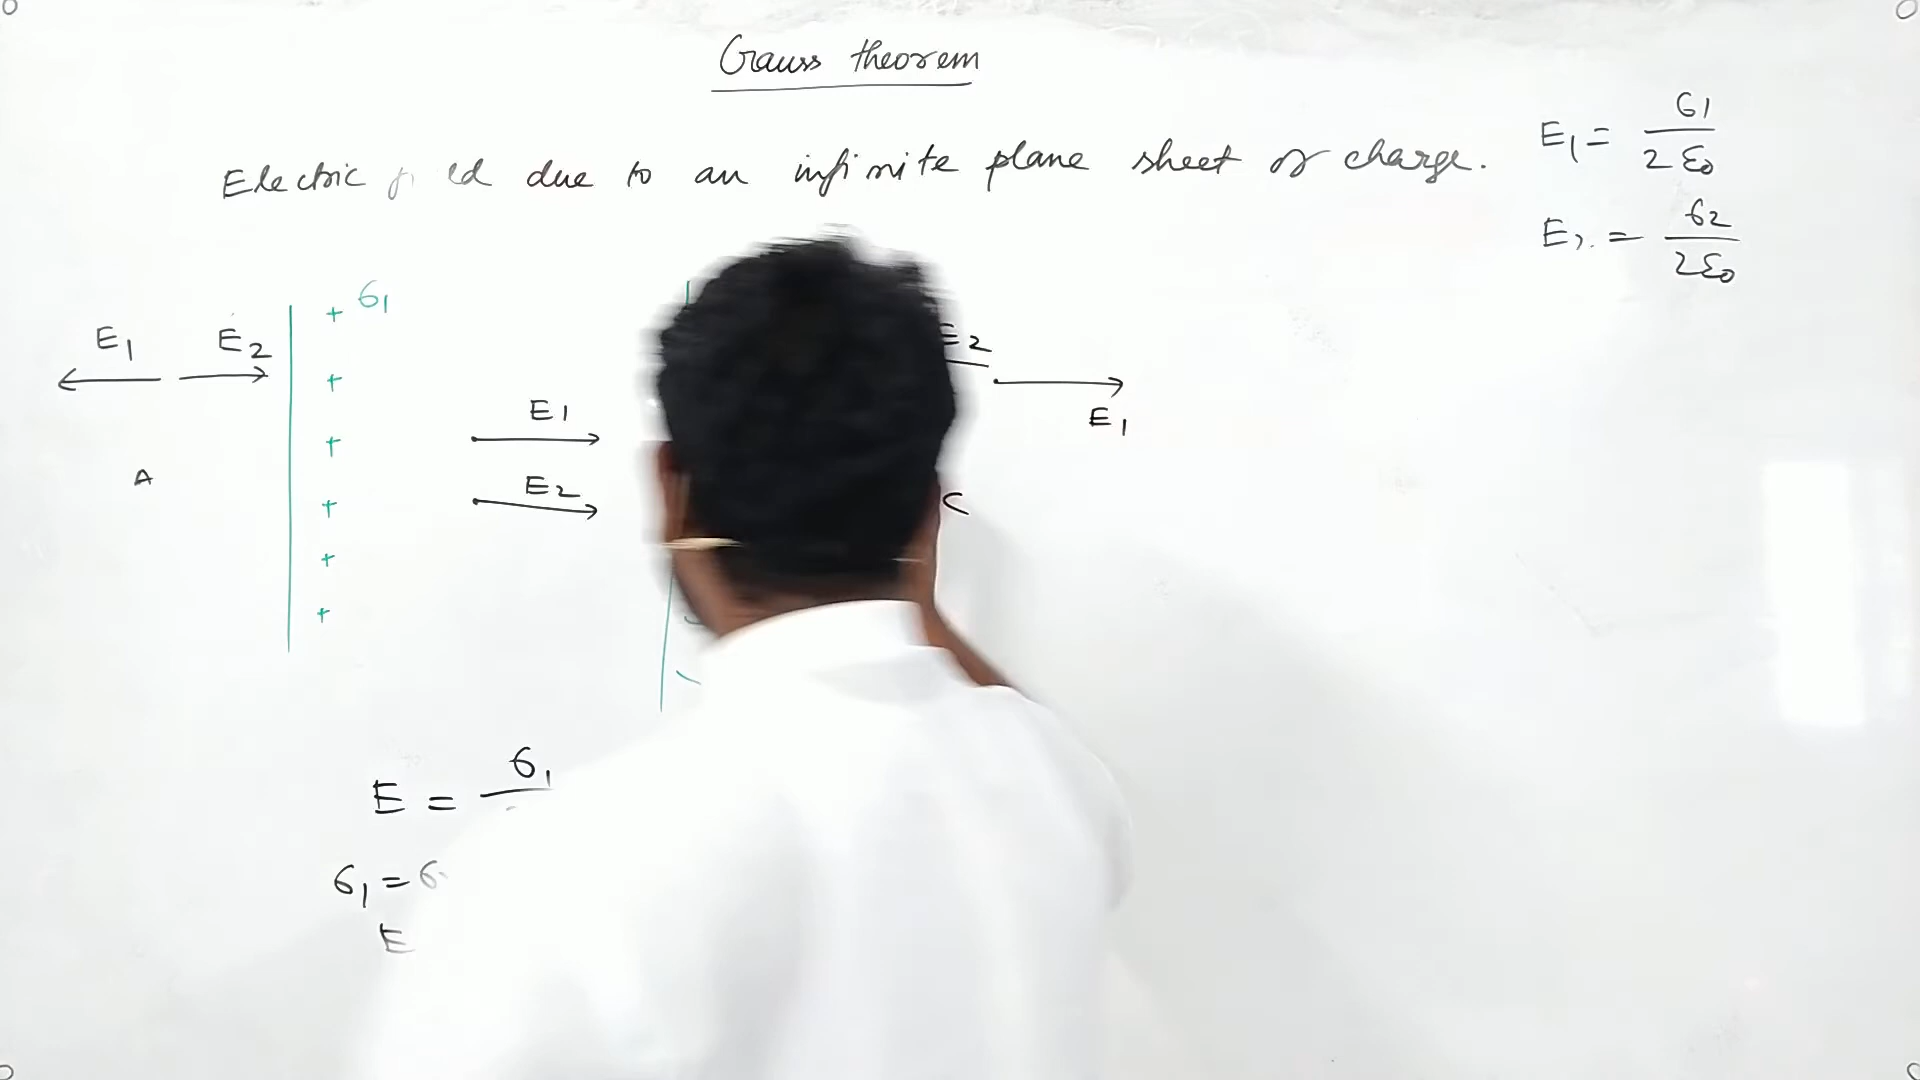 Gauss theorem
Electric field due to an infinite plane sheet of charge.
E1 = σ1 / 2ε0
E2 = σ2 / 2ε0
+ σ1
E1 E2
+
E2
E1
E1
+
A
E2
C
+
+
+
E = σ1
σ1 = σ
E